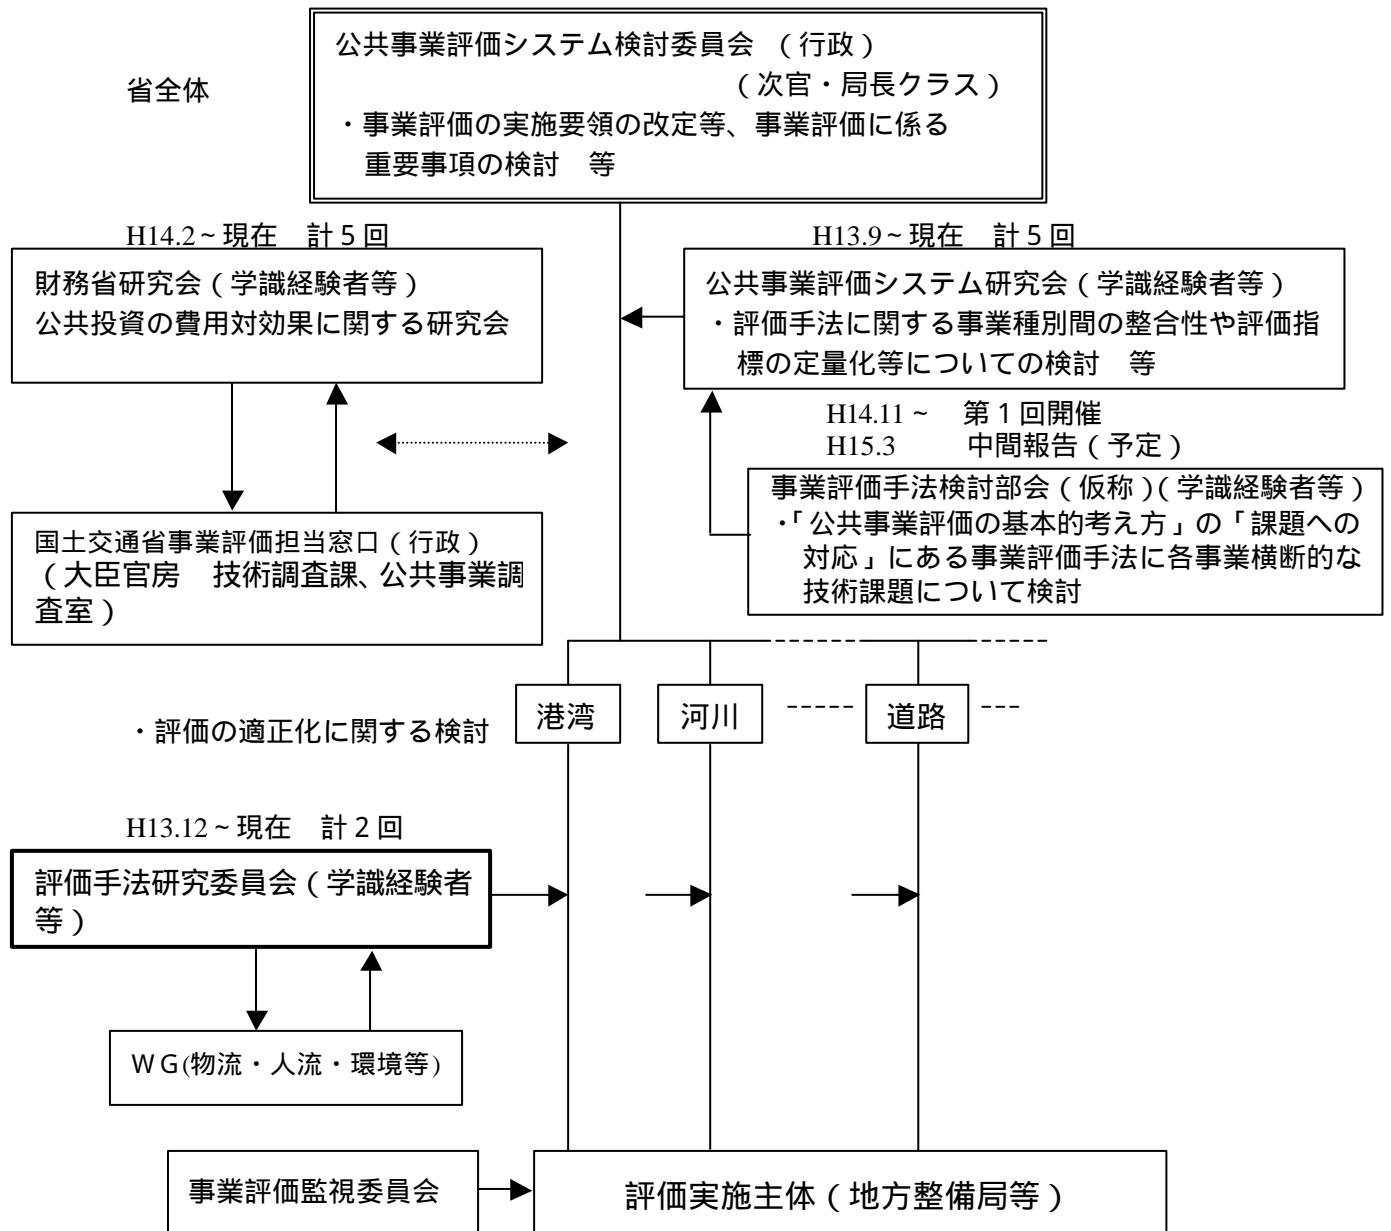 公共事業評価システム検討委員会　(行政)
(次官・局長クラス)
・事業評価の実施要領の改定等、事業評価に係る
重要事項の検討　等
省全体
H14.2~現在　計5回
財務省研究会(学識経験者等)
公共投資の費用対効果に関する研究会
H13.9~現在　計5回
公共事業評価システム研究会(学識経験者等)
・評価手法に関する事業種別間の整合性や評価指
標の定量化等についての検討　等
H14.11~　第1回開催
H15.3　中間報告(予定)
事業評価手法検討部会(仮称)(学識経験者等)
・「公共事業評価の基本的考え方」の「課題への
対応」にある事業評価手法に各事業横断的な
技術課題について検討
国土交通省事業評価担当窓口(行政)
(大臣官房　技術調査課、公共事業調
査室)
港湾
河川
道路
・評価の適正化に関する検討
H13.12~現在　計2回
評価手法研究委員会(学識経験者
等)
WG(物流・人流・環境等)
事業評価監視委員会
評価実施主体(地方整備局等)